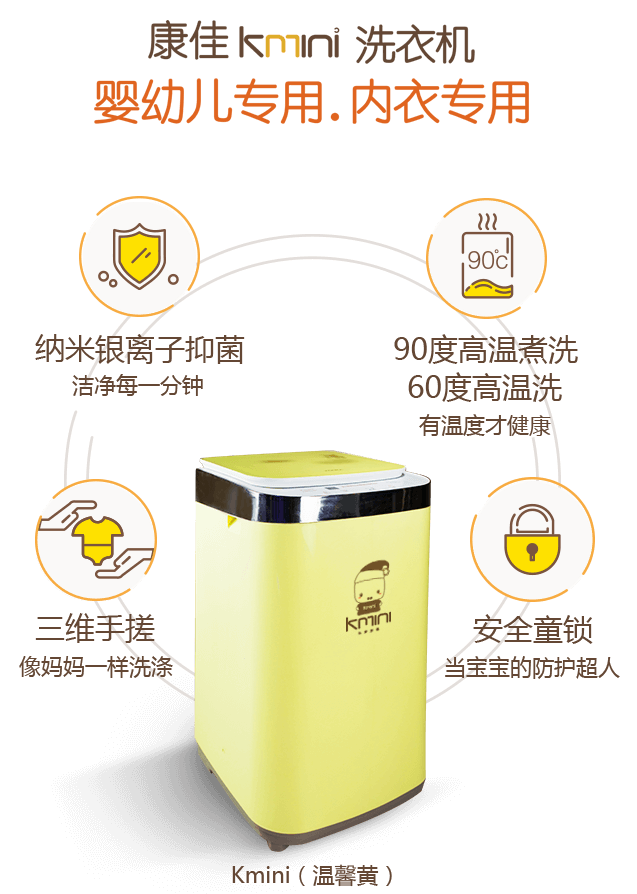 康佳 kmini 洗衣机
婴幼儿专用.内衣专用
90℃
纳米银离子抑菌
洁净每一分钟
90度高温煮洗
60度高温洗
有温度才健康
kmini
三维手搓
像妈妈一样洗涤
安全童锁
当宝宝的防护超人
Kmini（温馨黄）